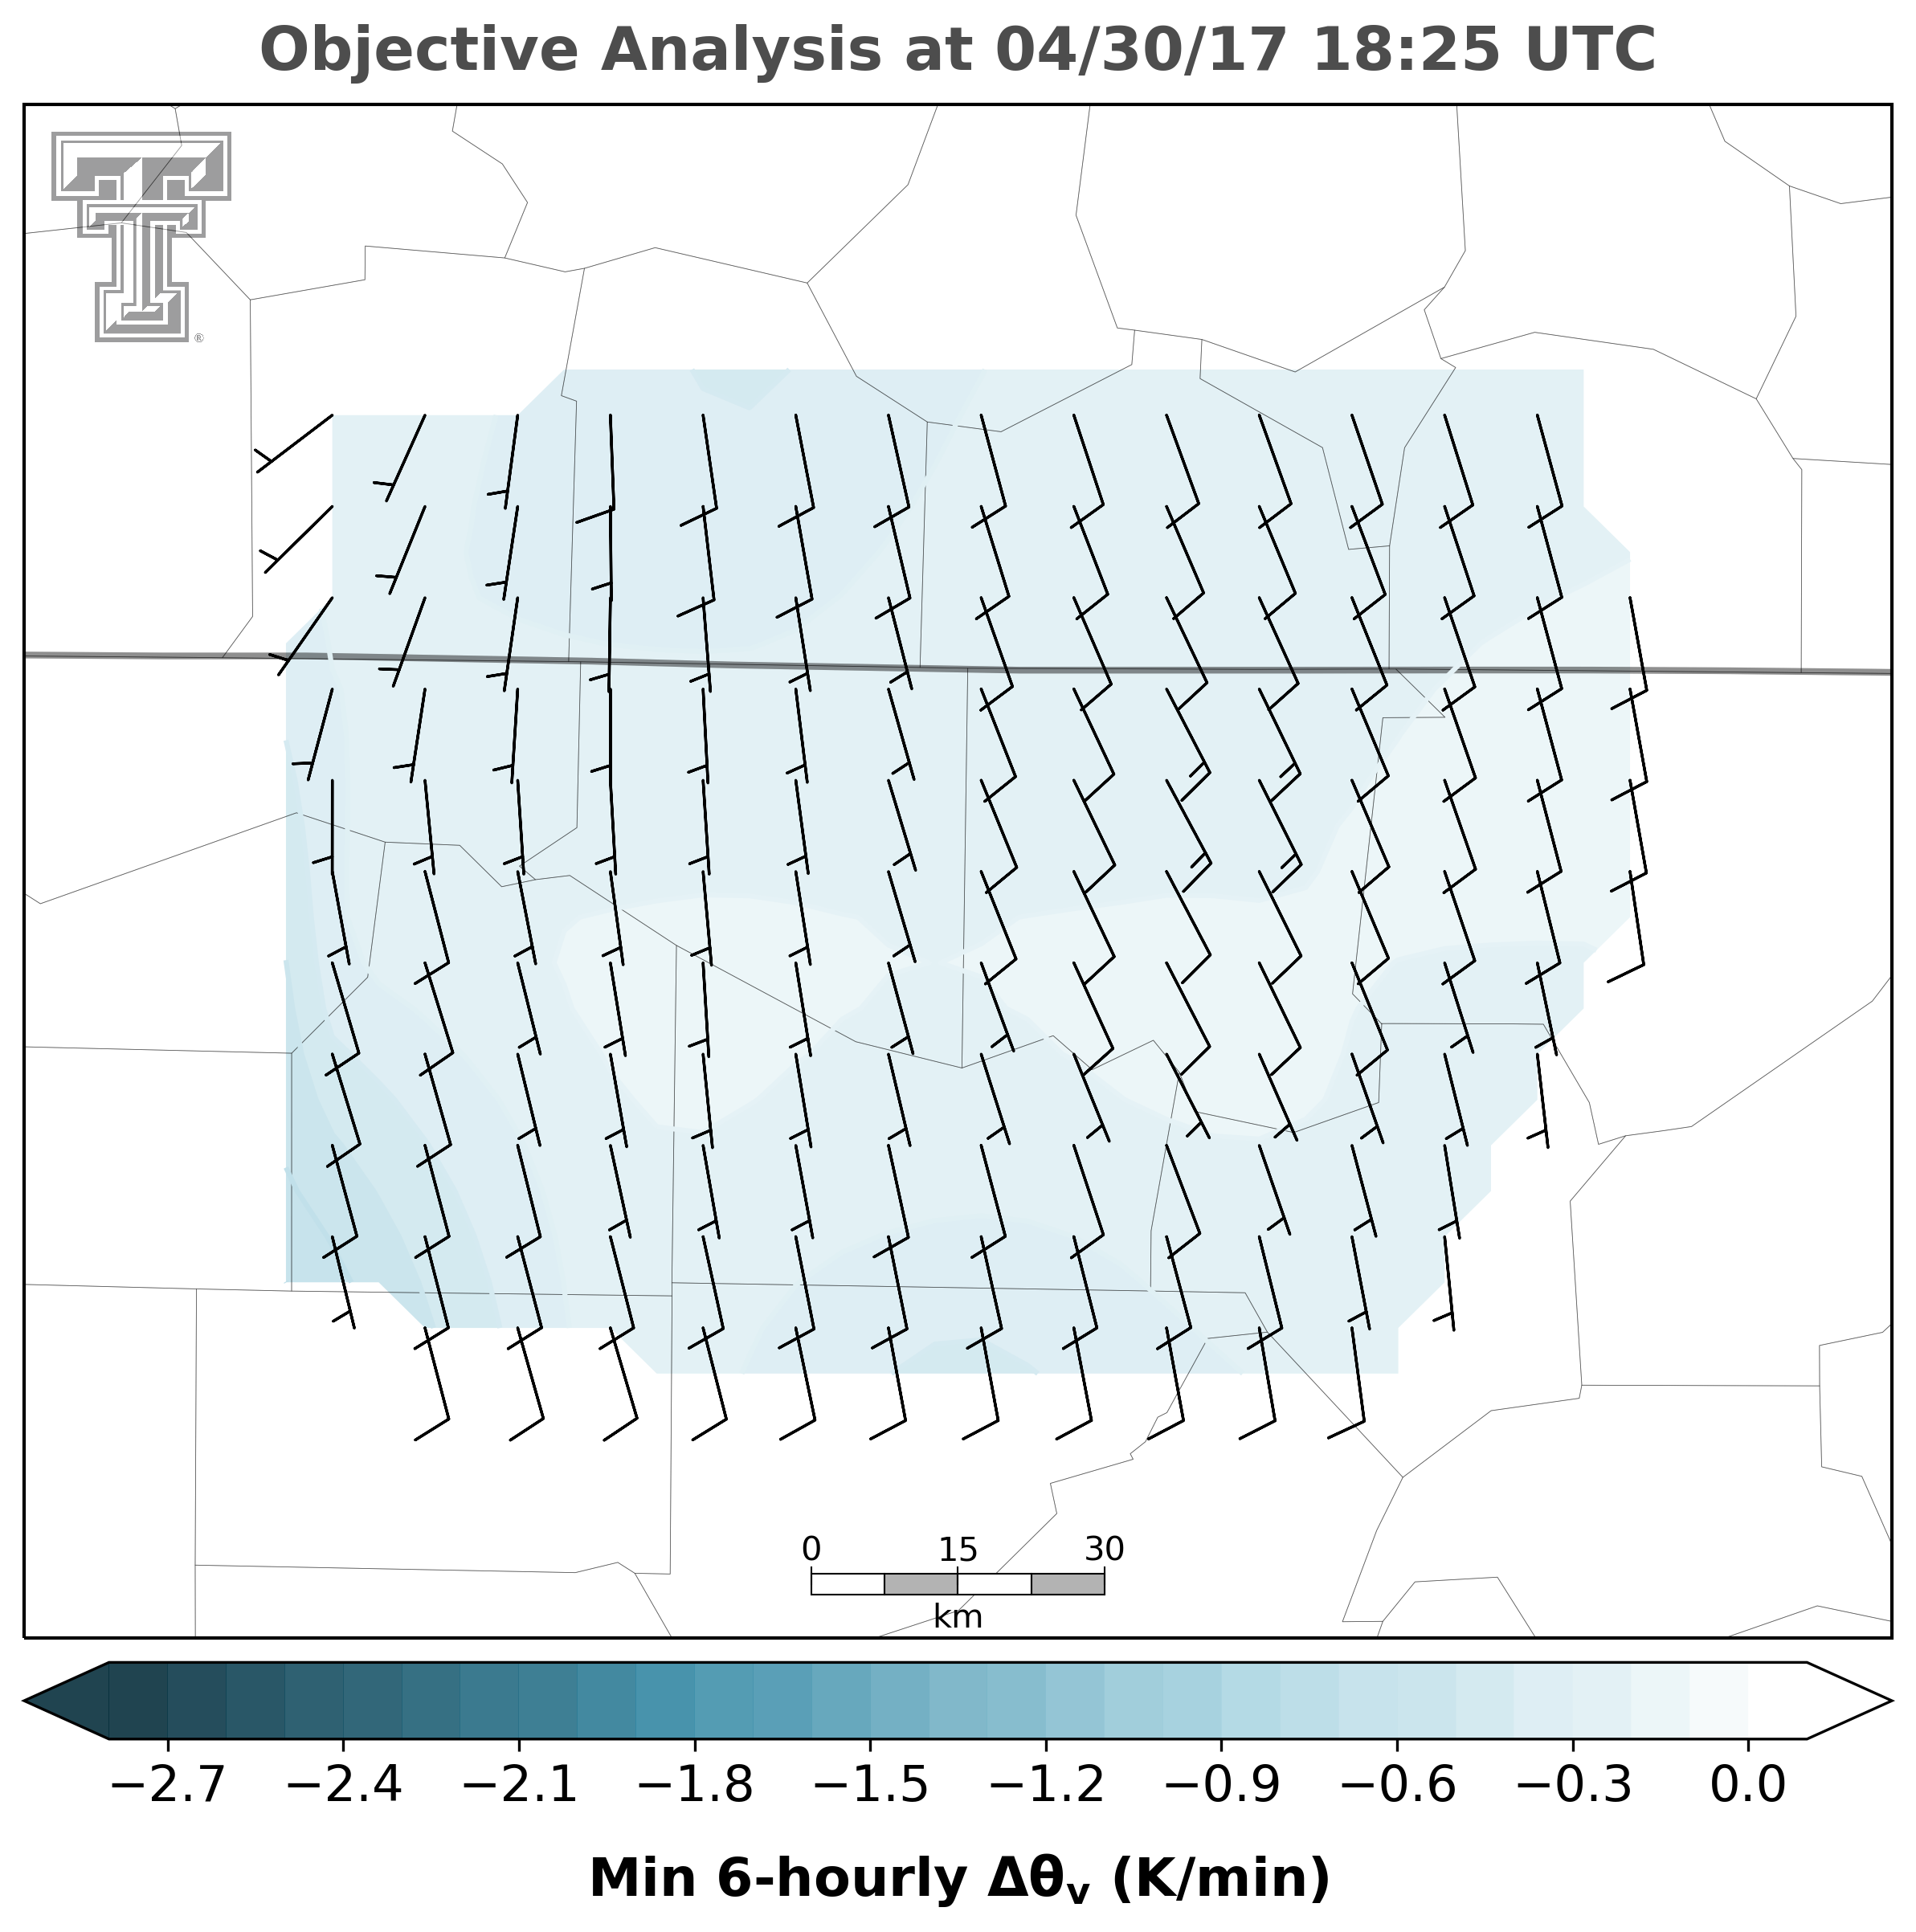 Objective Analysis at 04/30/17 18:25 UTC
®
0 15 30
km
−2.7 −2.4 −2.1 −1.8 −1.5 −1.2 −0.9 −0.6 −0.3 0.0
Min 6-hourly Δθᵥ (K/min)